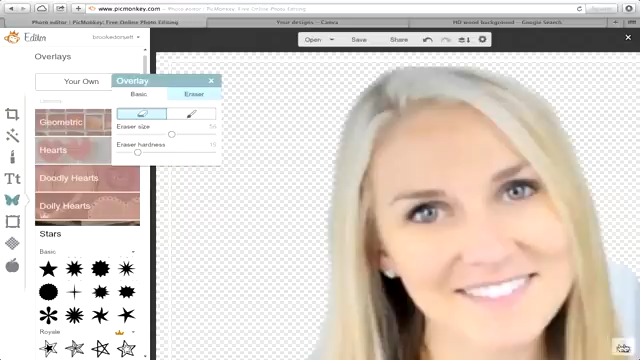 www.picmonkey.com
Photo editor | PicMonkey: Free Online Photo Editing
Your designs – Canva
HD wood background – Google Search
Editor
brookedorsett
Open
Save
Share
1
Overlays
Your Own
Overlay
Basic
Eraser
Eraser size
Eraser hardness
Geometric
Hearts
Doodly Hearts
Doily Hearts
Tt
Stars
Basic
Royale